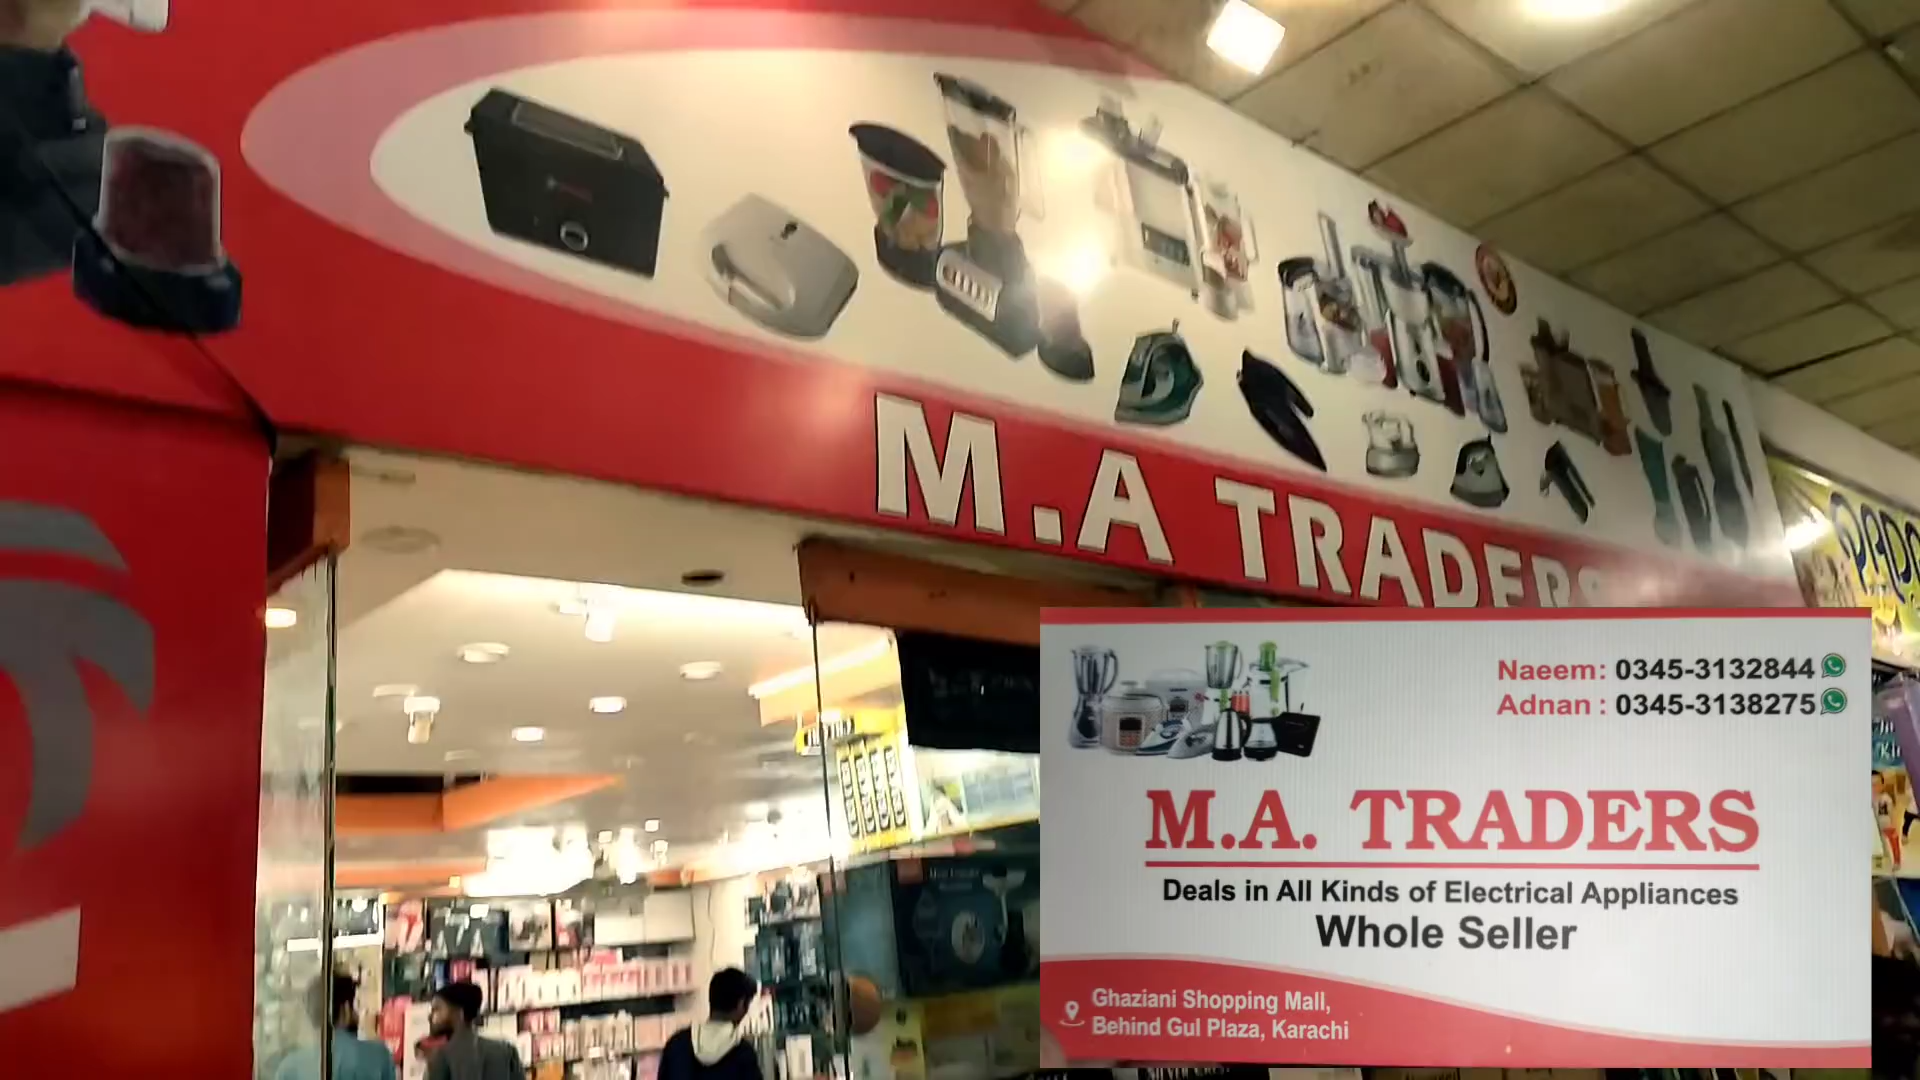 M.A TRADERS
Naeem: 0345-3132844
Adnan : 0345-3138275
M.A. TRADERS
Deals in All Kinds of Electrical Appliances
Whole Seller
Ghaziani Shopping Mall,
Behind Gul Plaza, Karachi